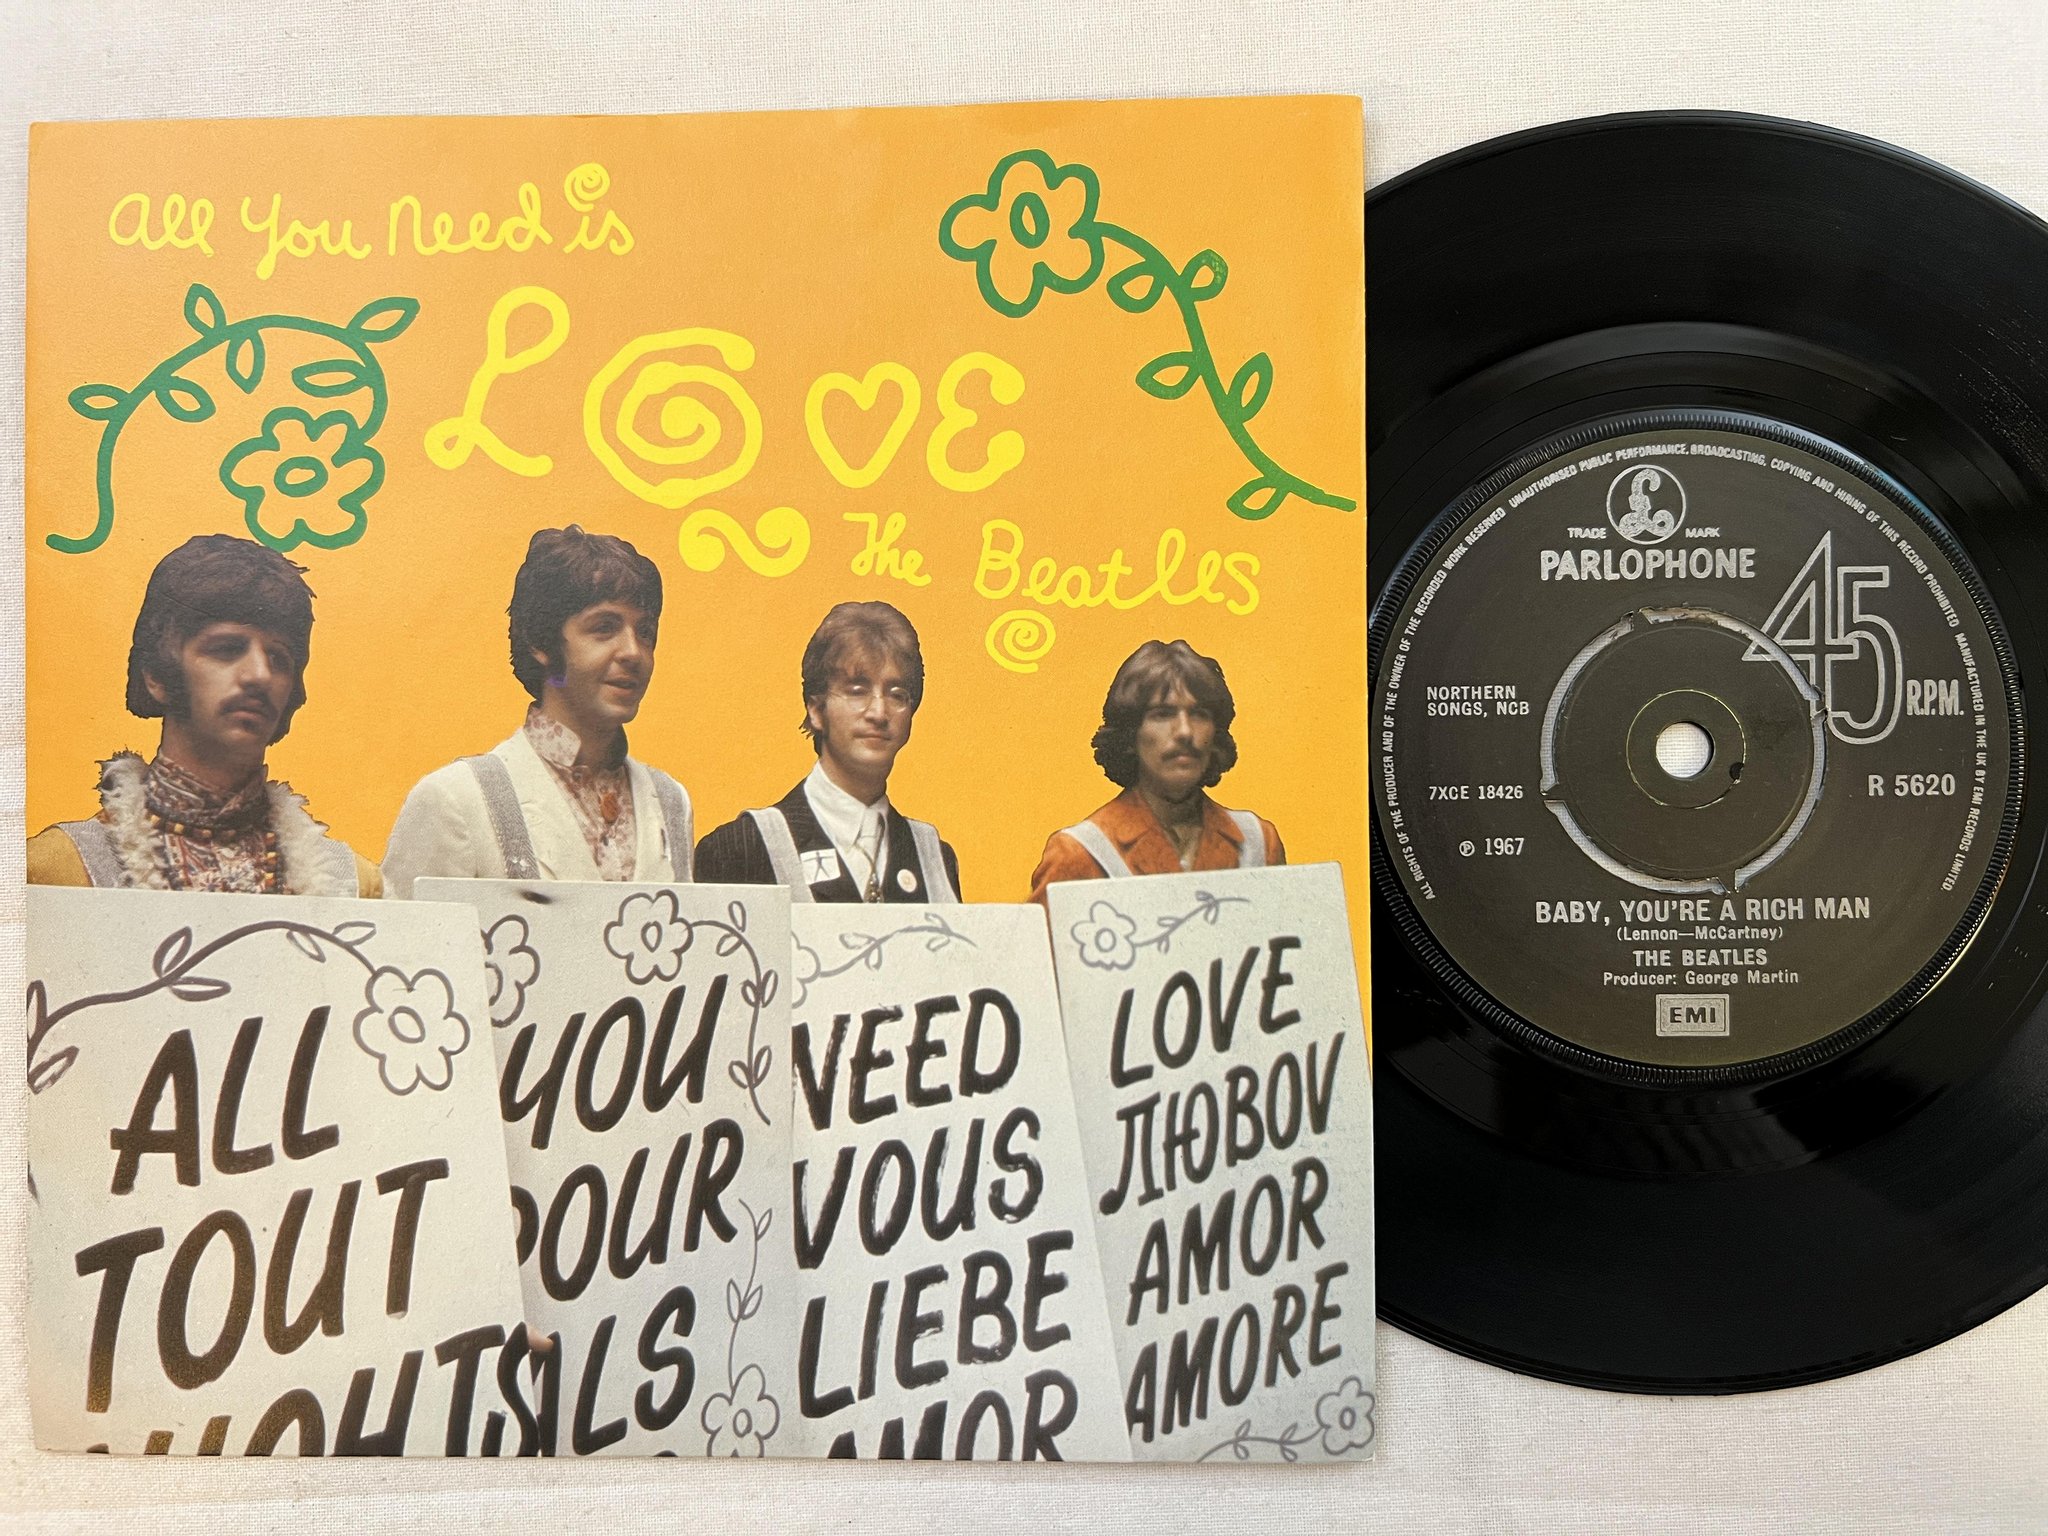 all you need is
LOVE
The Beatles
ALL
TOUT
YOU
POUR
ALS
NEED
VOUS
LIEBE
AMOR
LOVE
ЛЮBOV
AMOR
AMORE
ALL RIGHTS OF THE PRODUCER AND OF THE OWNER OF THE RECORDED WORK RESERVED UNAUTHORISED PUBLIC PERFORMANCE, BROADCASTING, COPYING AND HIRING OF THIS RECORD PROHIBITED MANUFACTURED IN THE UK BY EMI RECORDS LIMITED.
£
TRADE MARK
PARLOPHONE
45
R.P.M.
NORTHERN
SONGS, NCB
7XCE 18426
R 5620
Ⓟ 1967
BABY, YOU'RE A RICH MAN
(Lennon—McCartney)
THE BEATLES
Producer: George Martin
EMI